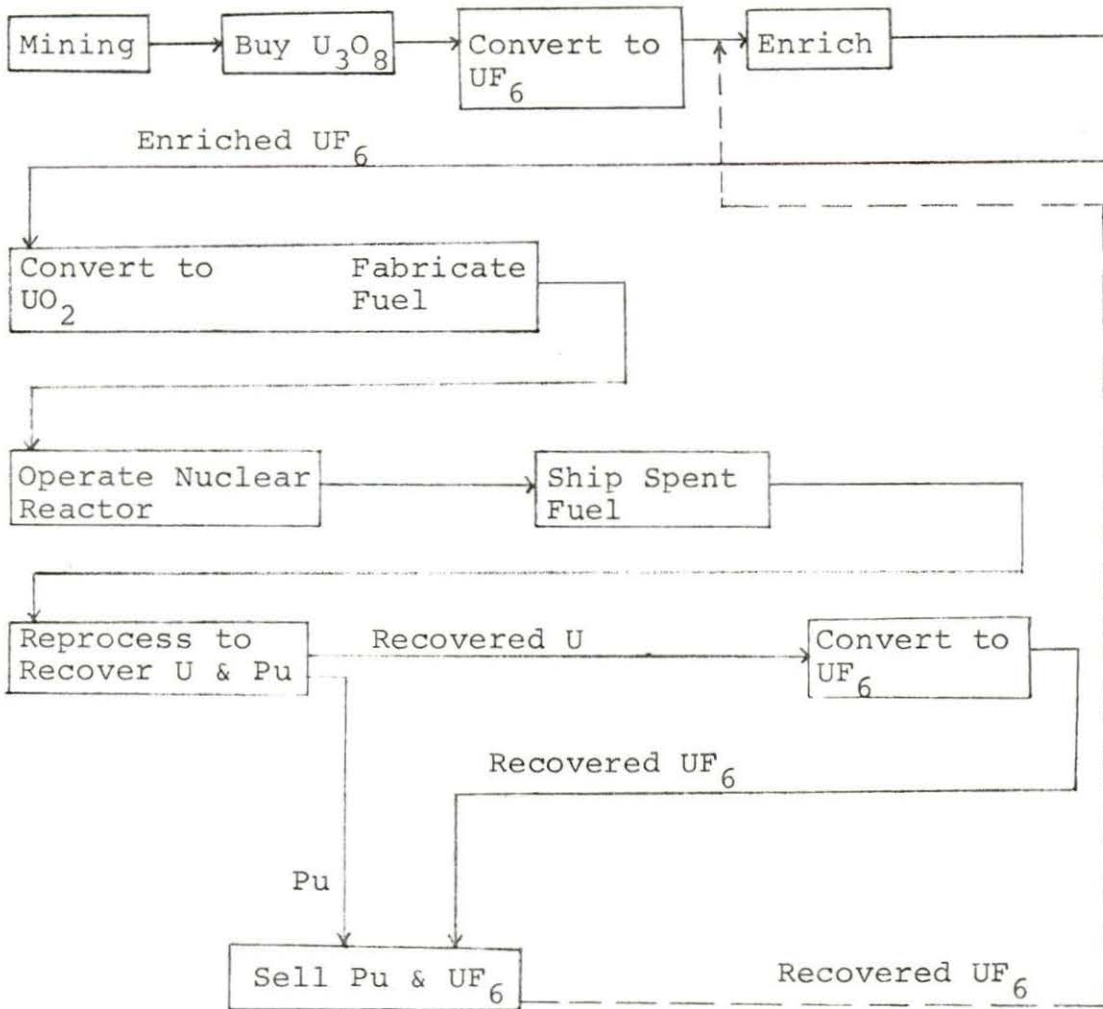 Mining
Buy U₃O₈
Convert to
UF₆
Enrich
Enriched UF₆
Convert to
UO₂
Fabricate
Fuel
Operate Nuclear
Reactor
Ship Spent
Fuel
Reprocess to
Recover U & Pu
Recovered U
Convert to
UF₆
Recovered UF₆
Pu
Sell Pu & UF₆
Recovered UF₆